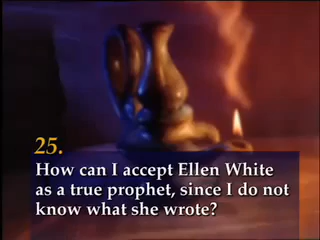 25.
How can I accept Ellen White
as a true prophet, since I do not
know what she wrote?